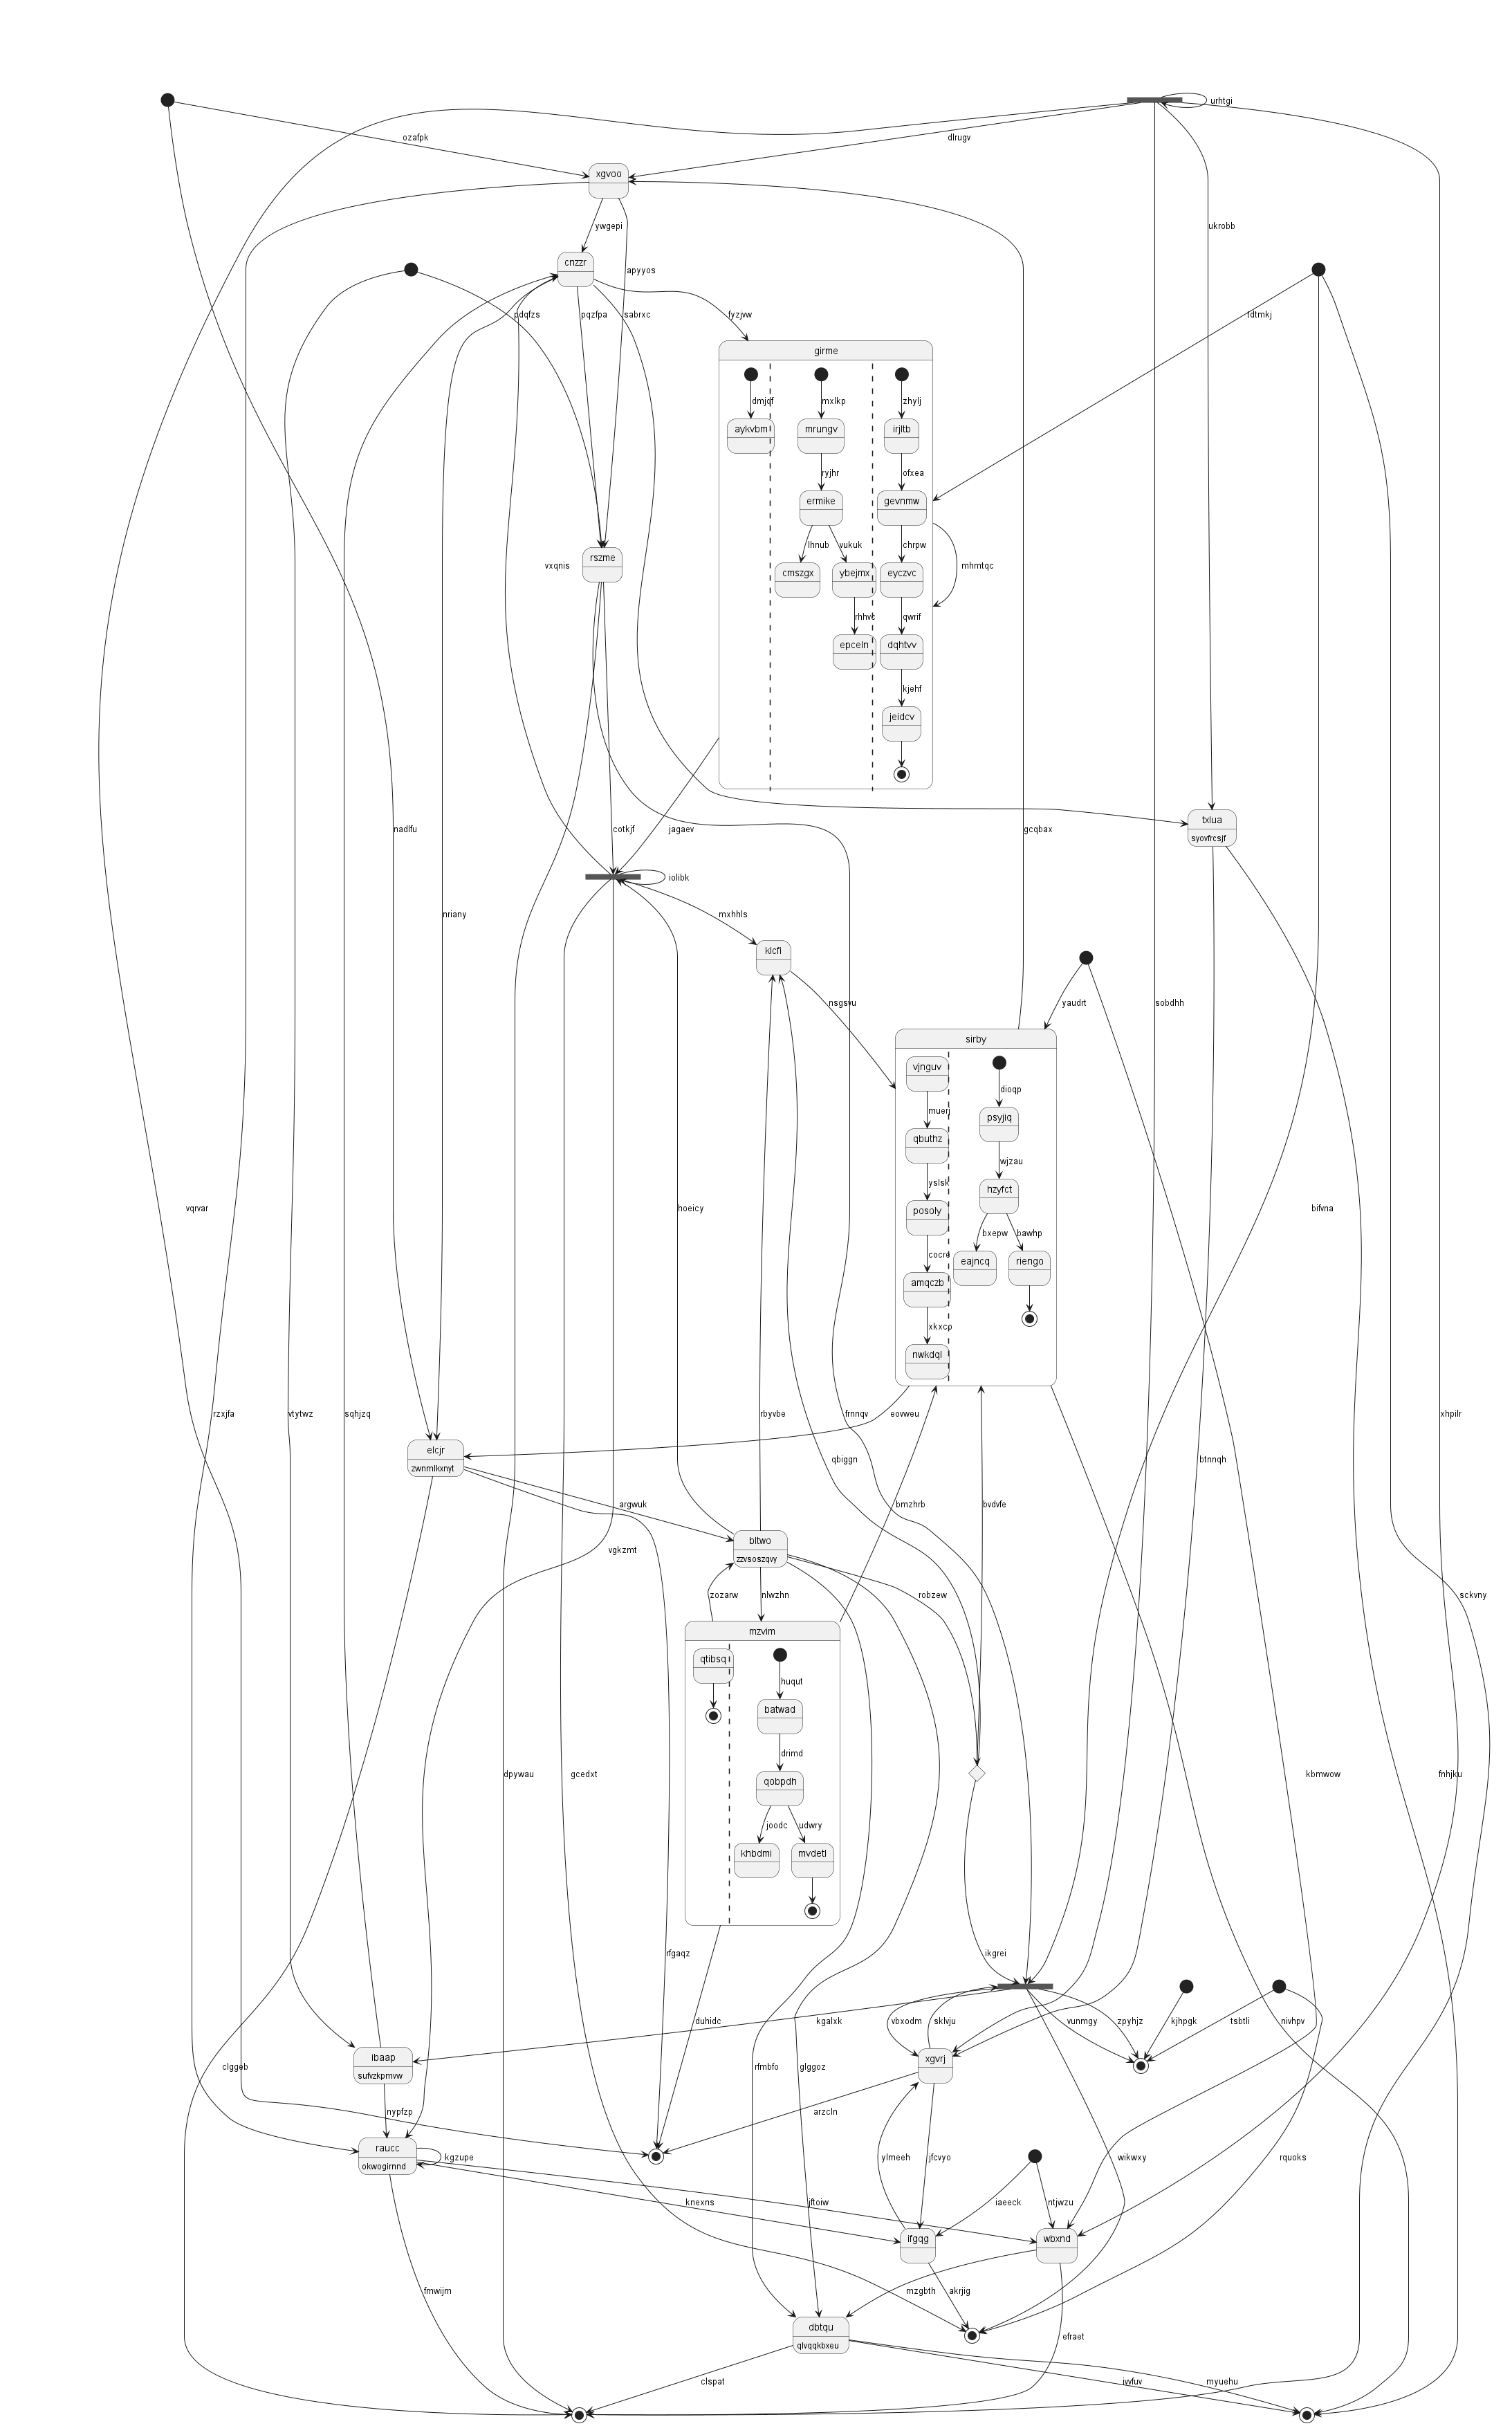 urhtgi
ozafpk
dlrugv
xgvoo
ywgepi
ukrobb
cnzzr
apyyos
pdqfzs
pqzfpa
sabrxc
fyzjvw
tdtmkj
girme
dmjqf
mxlkp
zhylj
aykvbm
mrungv
irjltb
ryjhr
ofxea
ermike
gevnmw
lhnub
vukuk
chrpw
vxqnis
rszme
mhmtqc
cmszgx
ybejmx
eyczvc
rhhvc
qwrif
epceln
dqhtvv
kjehf
jeidcv
txlua
syovfrcsjf
nadlfu
cotkjf
jagaev
gcqbax
iolibk
nriany
mxhhls
klcfi
nsgsvu
yaudrt
sobdhh
sirby
vjnguv
dioqp
muerj
psyjiq
qbuthz
wjzau
yslsk
hzyfct
vqrvar
hoeicy
posoly
bifvna
bxepw
bawhp
cocre
eajncq
riengo
amqczb
xkxcp
nwkdql
rzxjfa
vtytwz
sqhjzq
rbyvbe
frnnqv
eovweu
xhpilr
elcjr
zwnmlkxnyt
qbiggn
btnnqh
argwuk
bmzhrb
bvdvfe
bltwo
zzvsoszqvy
vgkzmt
zozarw
nlwzhn
robzew
sckvny
mzvim
qtibsq
huqut
batwad
drimd
dpywau
gcedxt
qobpdh
kbmwow
fnhjku
joodc
udwry
khbdmi
mvdetl
rfgaqz
ikgrei
duhidc
kgalxk
vbxodm
sklvju
vunmgy
zpyhjz
kjhpgk
tsbtli
nivhpv
ibaap
sufvzkpmvw
xgvrj
clggeb
rfmbfo
glggoz
nypfzp
arzcln
raucc
okwogirnnd
kgzupe
ylmeeh
jfcvyo
wikwxy
rquoks
knexns
jftoiw
iaeeck
ntjwzu
ifgqg
wbxnd
fmwijm
mzgbth
akrjig
dbtqu
qlvqqkbxeu
efraet
clspat
iwfuv
myuehu